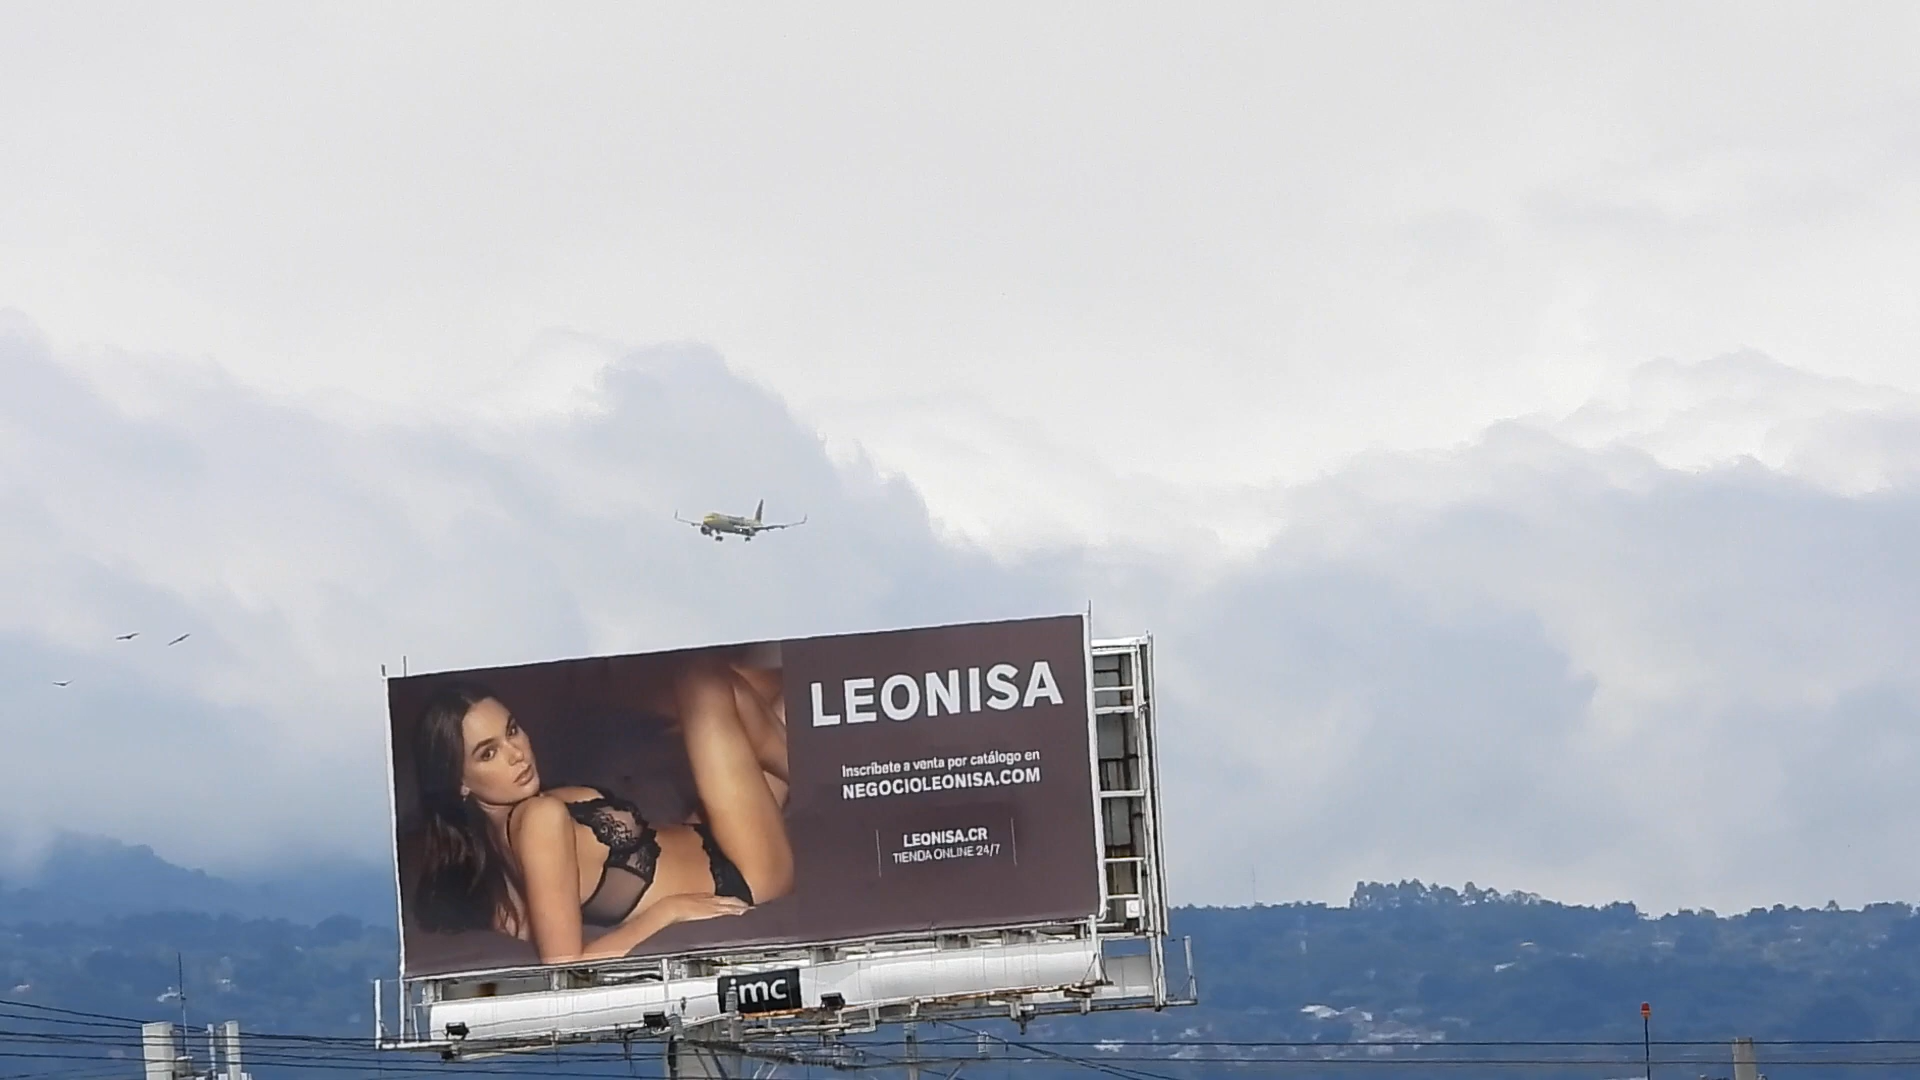 LEONISA
Inscríbete a venta por catálogo en
NEGOCIOLEONISA.COM
LEONISA.CR
TIENDA ONLINE 24/7
imc